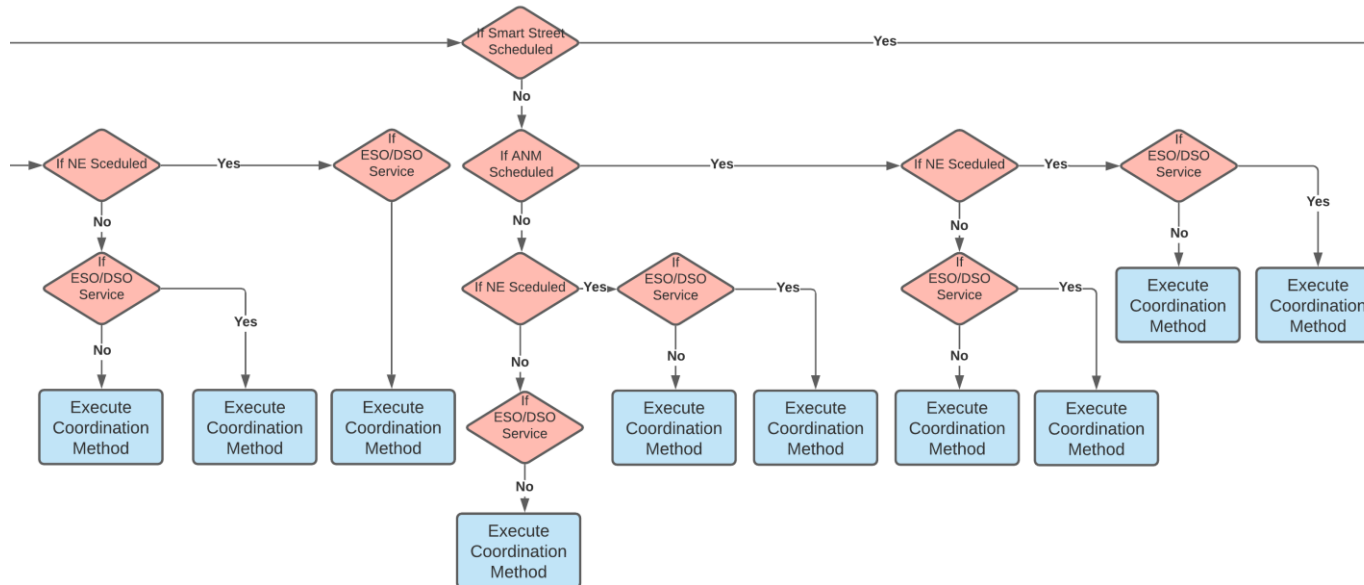 If Smart Street
Scheduled
Yes
No
If NE Sceduled
Yes
If
ESO/DSO
Service
If ANM
Scheduled
Yes
If NE Sceduled
Yes
If
ESO/DSO
Service
No
No
No
No
Yes
If
ESO/DSO
Service
If NE Sceduled
Yes
If
ESO/DSO
Service
Yes
If
ESO/DSO
Service
Yes
Execute
Coordination
Method
Execute
Coordination
Method
No
Yes
No
No
No
Execute
Coordination
Method
Execute
Coordination
Method
Execute
Coordination
Method
If
ESO/DSO
Service
Execute
Coordination
Method
Execute
Coordination
Method
Execute
Coordination
Method
Execute
Coordination
Method
No
Execute
Coordination
Method